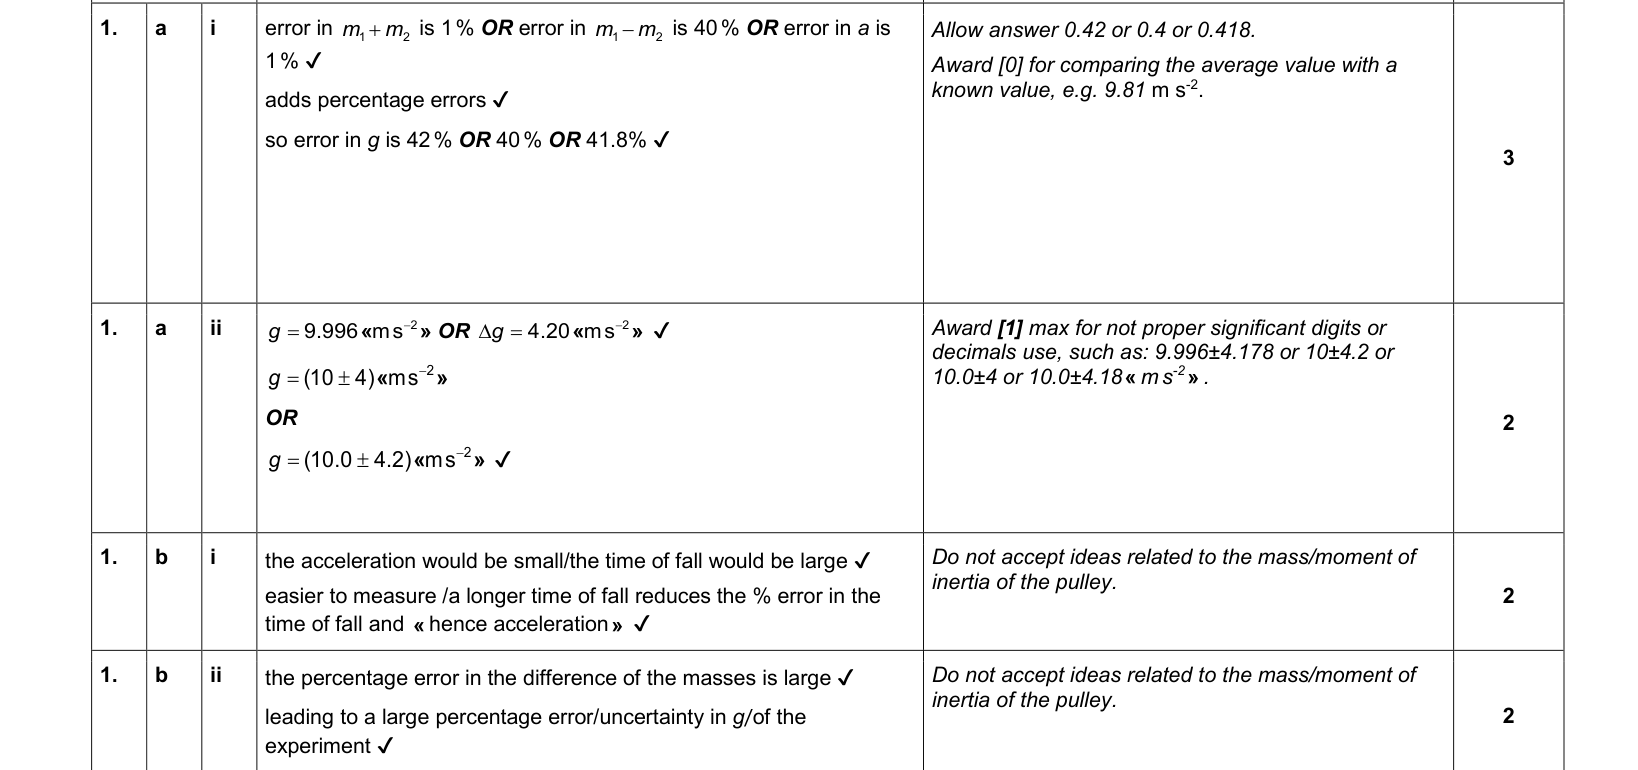 1. a i error in m₁ + m₂ is 1 % OR error in m₁ − m₂ is 40 % OR error in a is
1 % ✓
adds percentage errors ✓
so error in g is 42 % OR 40 % OR 41.8% ✓
Allow answer 0.42 or 0.4 or 0.418.
Award [0] for comparing the average value with a
known value, e.g. 9.81 m s⁻².
3
1. a ii g = 9.996 «m s⁻²» OR Δg = 4.20 «m s⁻²» ✓
g = (10 ± 4) «m s⁻²»
OR
g = (10.0 ± 4.2) «m s⁻²» ✓
Award [1] max for not proper significant digits or
decimals use, such as: 9.996±4.178 or 10±4.2 or
10.0±4 or 10.0±4.18« m s⁻² » .
2
1. b i the acceleration would be small/the time of fall would be large ✓
easier to measure /a longer time of fall reduces the % error in the
time of fall and « hence acceleration» ✓
Do not accept ideas related to the mass/moment of
inertia of the pulley.
2
1. b ii the percentage error in the difference of the masses is large ✓
leading to a large percentage error/uncertainty in g/of the
experiment ✓
Do not accept ideas related to the mass/moment of
inertia of the pulley.
2